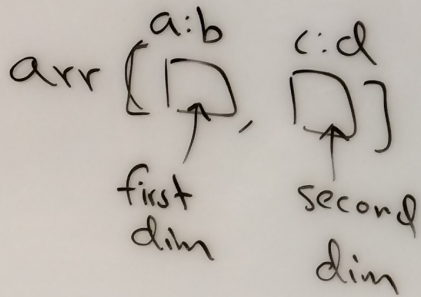 a:b c:d
arr [ , ]
first second
dim dim